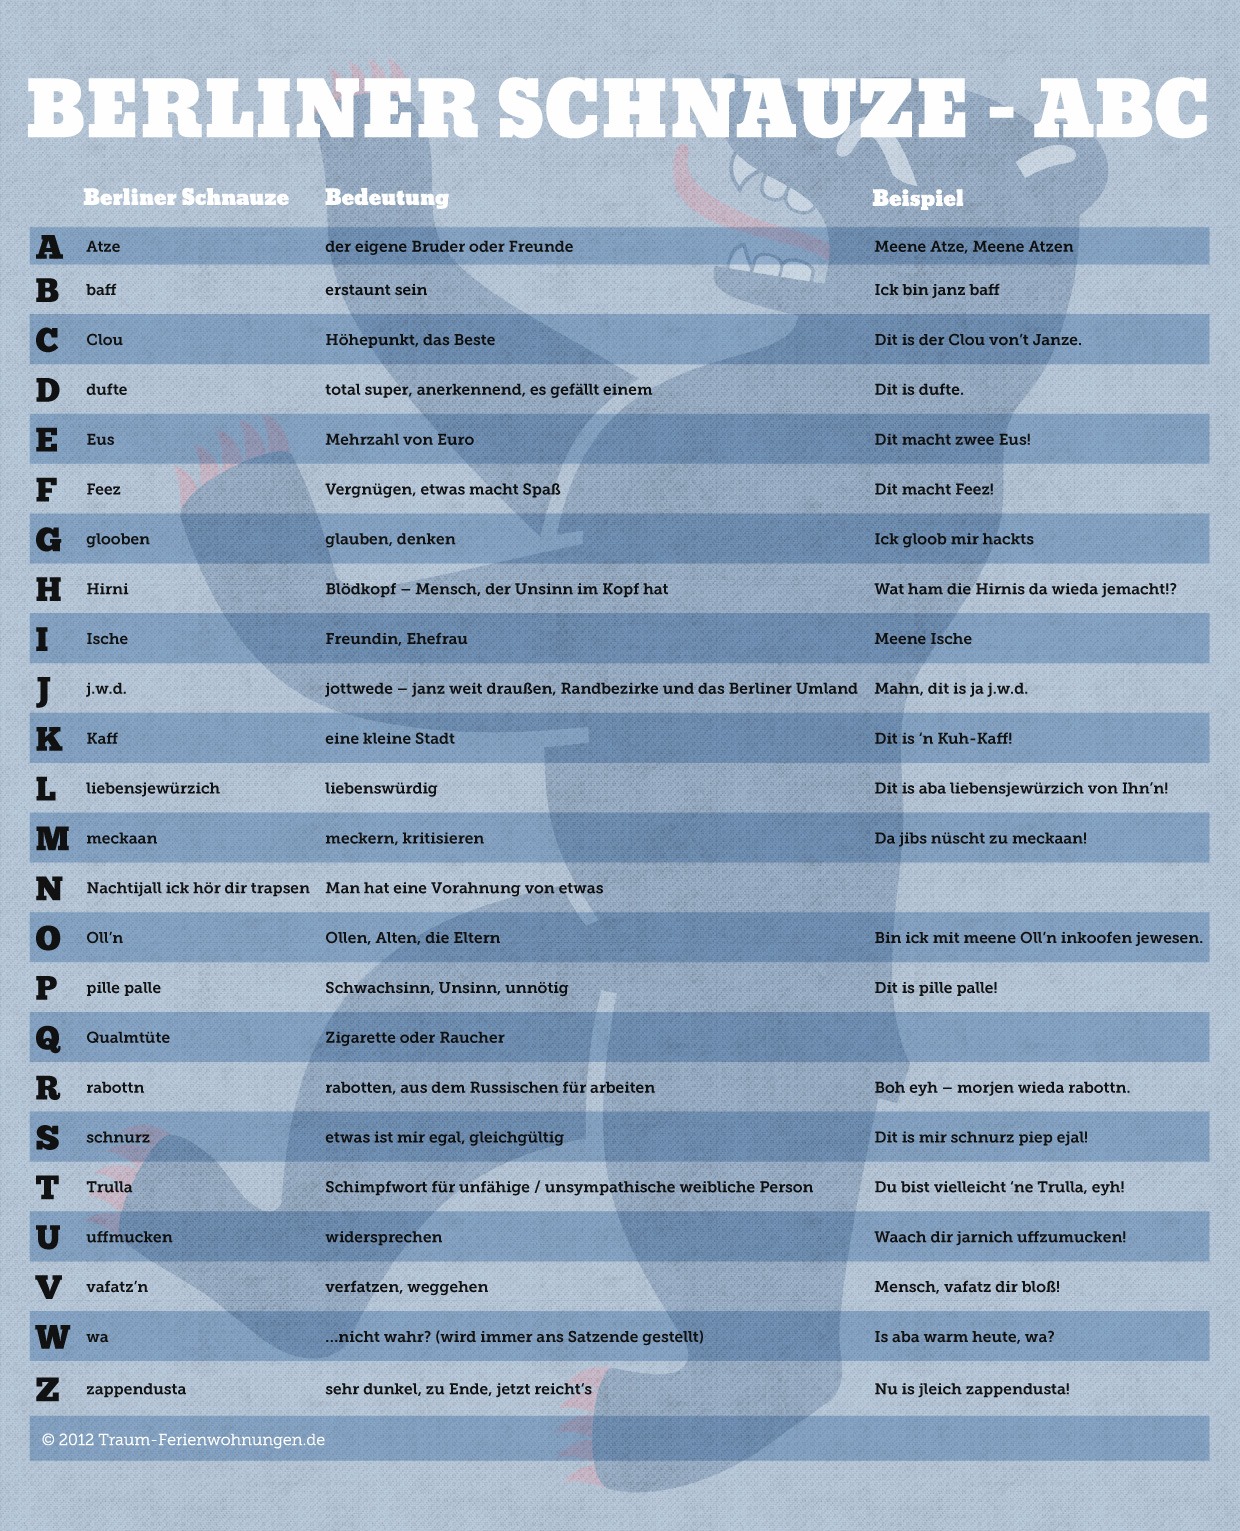 BERLINER SCHNAUZE - ABC
Berliner Schnauze Bedeutung Beispiel
A Atze der eigene Bruder oder Freunde Meene Atze, Meene Atzen
B baff erstaunt sein Ick bin janz baff
C Clou Höhepunkt, das Beste Dit is der Clou von’t Janze.
D dufte total super, anerkennend, es gefällt einem Dit is dufte.
E Eus Mehrzahl von Euro Dit macht zwee Eus!
F Feez Vergnügen, etwas macht Spaß Dit macht Feez!
G glooben glauben, denken Ick gloob mir hackts
H Hirni Blödkopf – Mensch, der Unsinn im Kopf hat Wat ham die Hirnis da wieda jemacht!?
I Ische Freundin, Ehefrau Meene Ische
J j.w.d. jottwede – janz weit draußen, Randbezirke und das Berliner Umland Mahn, dit is ja j.w.d.
K Kaff eine kleine Stadt Dit is ‘n Kuh-Kaff!
L liebensjewürzich liebenswürdig Dit is aba liebensjewürzich von Ihn’n!
M meckaan meckern, kritisieren Da jibs nüscht zu meckaan!
N Nachtijall ick hör dir trapsen Man hat eine Vorahnung von etwas
O Oll’n Ollen, Alten, die Eltern Bin ick mit meene Oll’n inkoofen jewesen.
P pille palle Schwachsinn, Unsinn, unnötig Dit is pille palle!
Q Qualmtüte Zigarette oder Raucher
R rabottn rabotten, aus dem Russischen für arbeiten Boh eyh – morjen wieda rabottn.
S schnurz etwas ist mir egal, gleichgültig Dit is mir schnurz piep ejal!
T Trulla Schimpfwort für unfähige / unsympathische weibliche Person Du bist vielleicht ‘ne Trulla, eyh!
U uffmucken widersprechen Waach dir jarnich uffzumucken!
V vafatz’n verfatzen, weggehen Mensch, vafatz dir bloß!
W wa ...nicht wahr? (wird immer ans Satzende gestellt) Is aba warm heute, wa?
Z zappendusta sehr dunkel, zu Ende, jetzt reicht’s Nu is jleich zappendusta!
© 2012 Traum-Ferienwohnungen.de